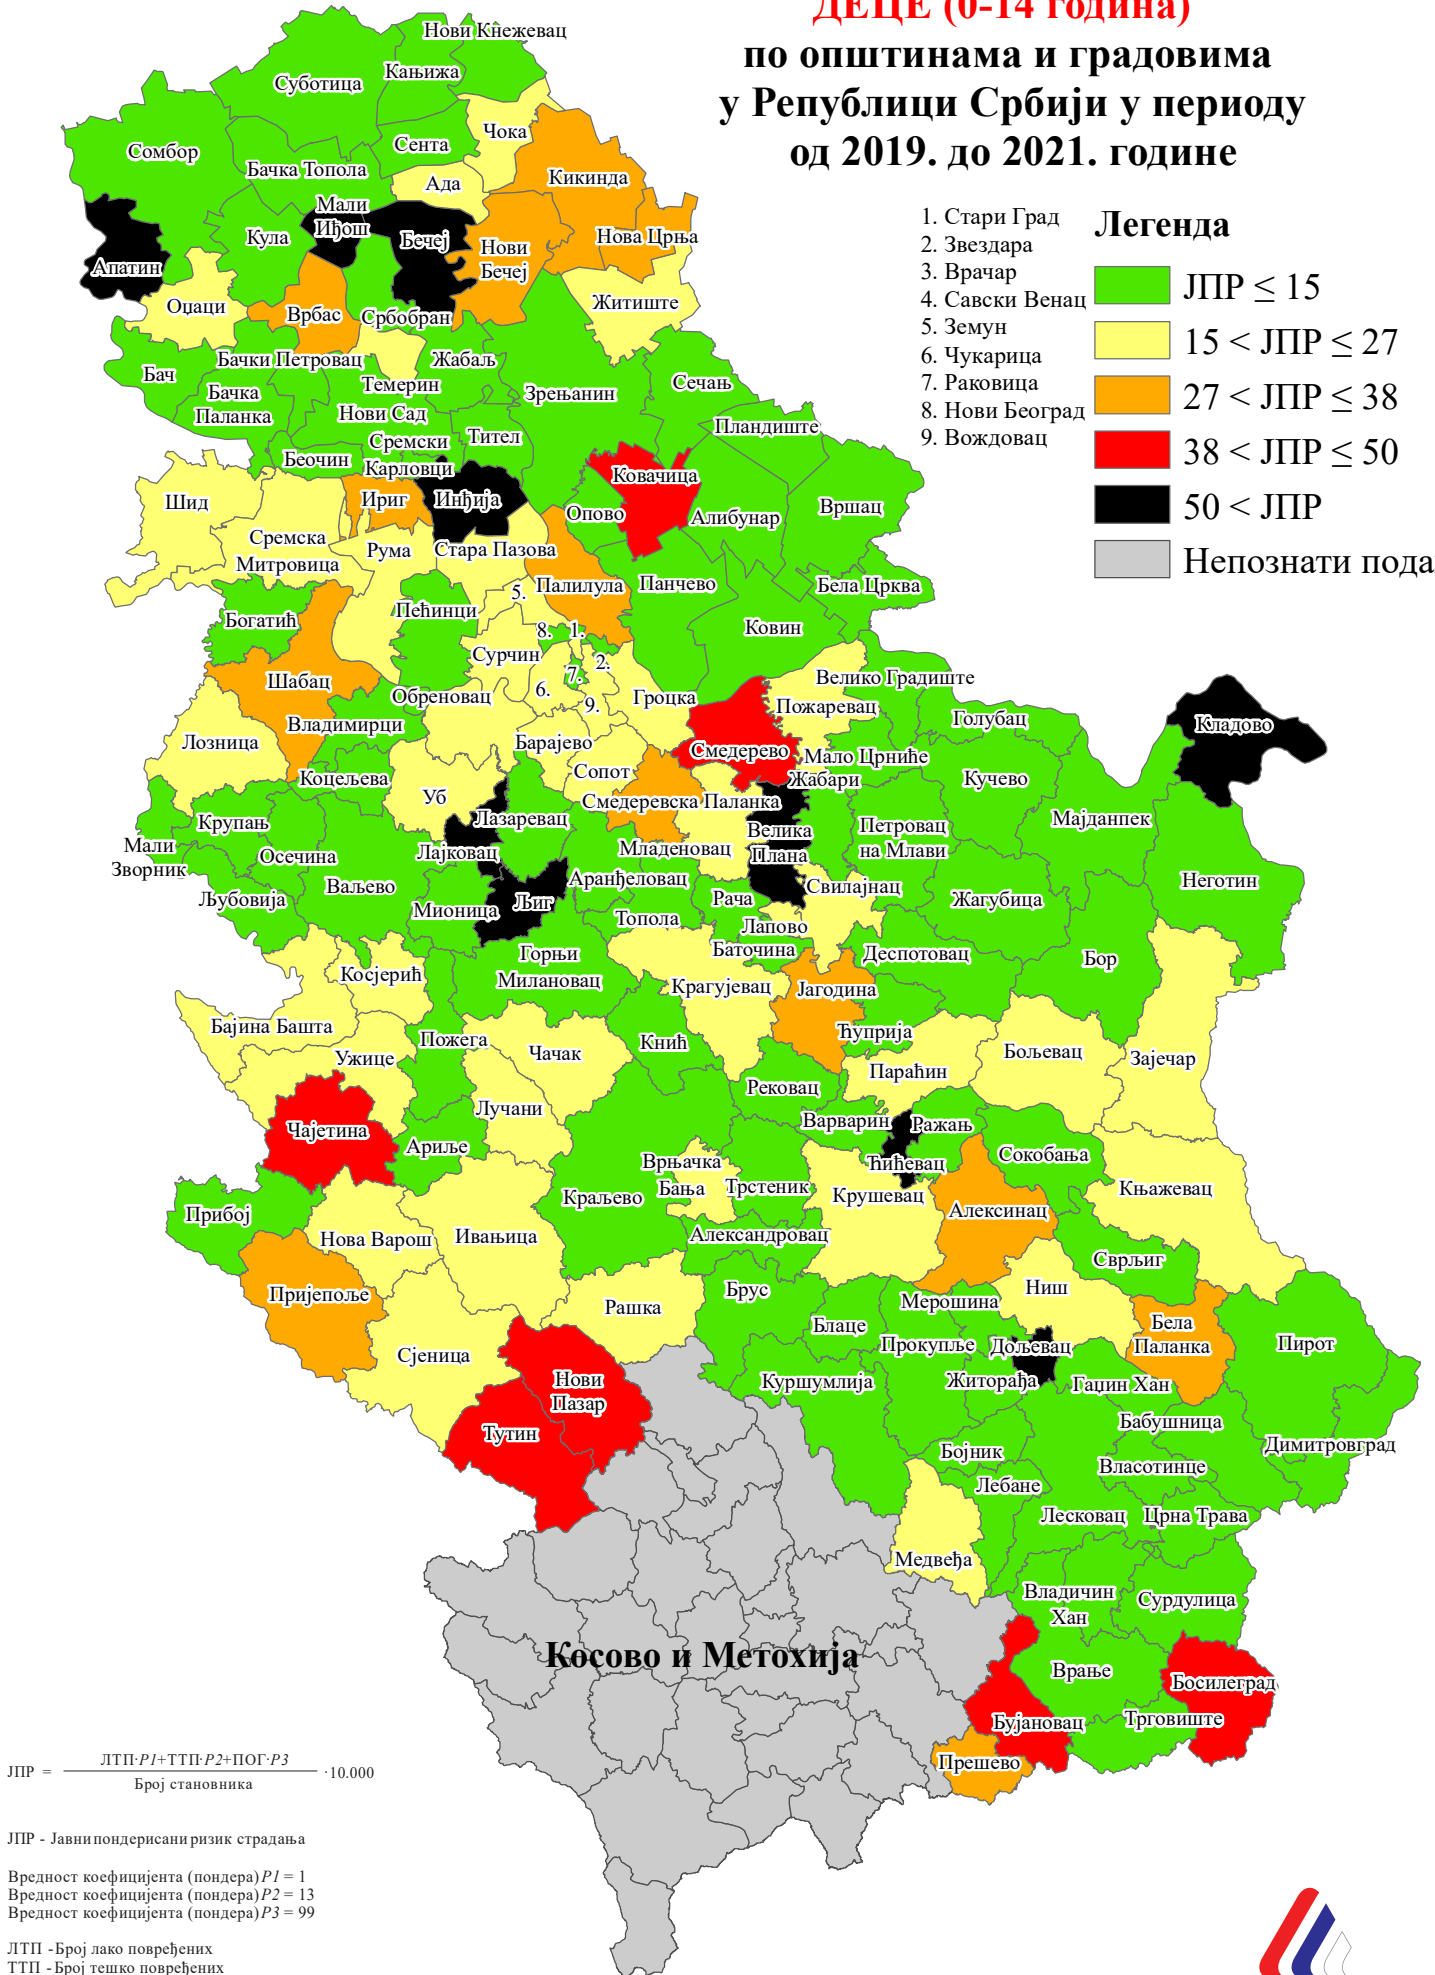 ДЕЦЕ (0-14 година)
по општинама и градовима
у Републици Србији у периоду
од 2019. до 2021. године
1. Стари Град
2. Звездара
3. Врачар
4. Савски Венац
5. Земун
6. Чукарица
7. Раковица
8. Нови Београд
9. Вождовац
Легенда
ЈПР ≤ 15
15 < ЈПР ≤ 27
27 < ЈПР ≤ 38
38 < ЈПР ≤ 50
50 < ЈПР
Непознати пода
Нови Кнежевац
Кањижа
Суботица
Чока
Сента
Сомбор
Бачка Топола
Ада
Кикинда
Мали
Иђош
Кула
Бечеј
Нови
Бечеј
Нова Црња
Апатин
Оџаци
Врбас
Србобран
Житиште
Бачки Петровац
Жабаљ
Бач
Темерин
Бачка
Паланка
Зрењанин
Сечањ
Нови Сад
Пландиште
Сремски
Карловци
Тител
Беочин
Ковачица
Шид
Ириг
Инђија
Опово
Алибунар
Вршац
Сремска
Митровица
Рума
Стара Пазова
Палилула
Панчево
Бела Црква
5.
Богатић
Пећинци
8.
1.
Ковин
Сурчин
2.
7.
6.
9.
Шабац
Обреновац
Гроцка
Велико Градиште
Пожаревац
Голубац
Кладово
Владимирци
Лозница
Барајево
Смедерево
Мало Црниће
Жабари
Кучево
Коцељева
Сопот
Уб
Смедеревска Паланка
Лазаревац
Велика
Плана
Петровац
на Млави
Мајданпек
Крупањ
Мали
Зворник
Осечина
Лајковац
Младеновац
Неготин
Љубовија
Ваљево
Аранђеловац
Свилајнац
Мионица
Љиг
Рача
Жагубица
Топола
Лапово
Баточина
Горњи
Милановац
Деспотовац
Бор
Косјерић
Крагујевац
Јагодина
Бајина Башта
Пожега
Чачак
Кнић
Ћуприја
Ужице
Параћин
Бољевац
Зајечар
Рековац
Лучани
Чајетина
Варварин
Ражањ
Ариље
Врњачка
Бања
Ћићевац
Сокобања
Трстеник
Крушевац
Књажевац
Краљево
Прибој
Алексинац
Нова Варош
Ивањица
Александровац
Сврљиг
Пријепоље
Брус
Ниш
Рашка
Мерошина
Бела
Паланка
Блаце
Пирот
Сјеница
Прокупље
Дољевац
Нови
Пазар
Куршумлија
Житорађа
Гаџин Хан
Тутин
Бабушница
Бојник
Димитровград
Власотинце
Лебане
Лесковац
Црна Трава
Медвеђа
Владичин
Хан
Сурдулица
Косово и Метохија
Врање
Босилеград
Бујановац
Трговиште
Прешево
ЈПР = ЛТП·P1+ТТП·P2+ПОГ·P3
Број становника
·10.000
ЈПР - Јавни пондерисани ризик страдања
Вредност коефицијента (пондера) P1 = 1
Вредност коефицијента (пондера) P2 = 13
Вредност коефицијента (пондера) P3 = 99
ЛТП - Број лако повређених
ТТП - Број тешко повређених